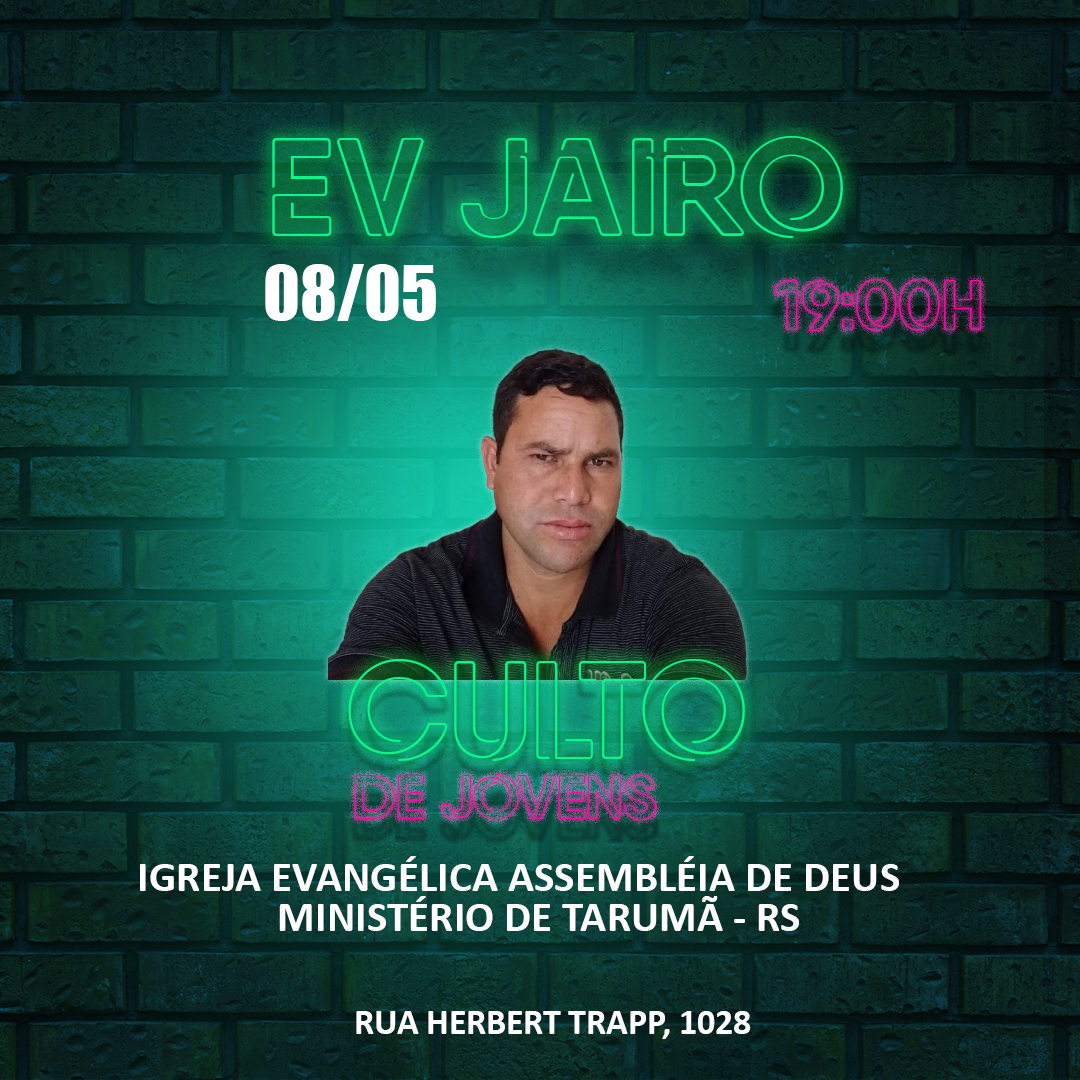 EV JAIRO
08/05
19:00H
CULTO
DE JOVENS
IGREJA EVANGÉLICA ASSEMBLÉIA DE DEUS
MINISTÉRIO DE TARUMÃ - RS
RUA HERBERT TRAPP, 1028